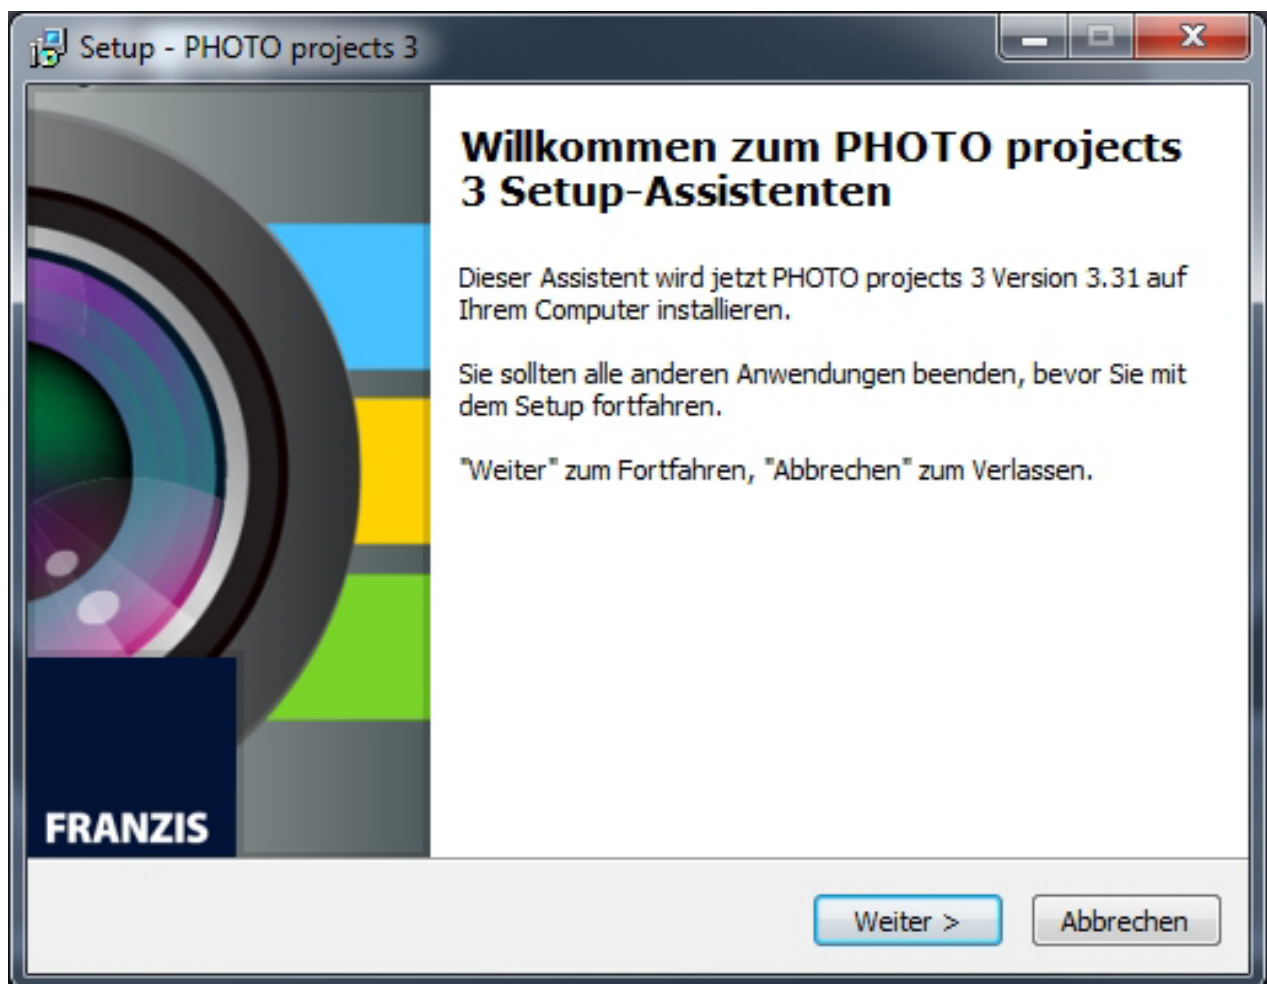 Setup - PHOTO projects 3
Willkommen zum PHOTO projects
3 Setup-Assistenten
Dieser Assistent wird jetzt PHOTO projects 3 Version 3.31 auf
Ihrem Computer installieren.
Sie sollten alle anderen Anwendungen beenden, bevor Sie mit
dem Setup fortfahren.
"Weiter" zum Fortfahren, "Abbrechen" zum Verlassen.
FRANZIS
Weiter >
Abbrechen